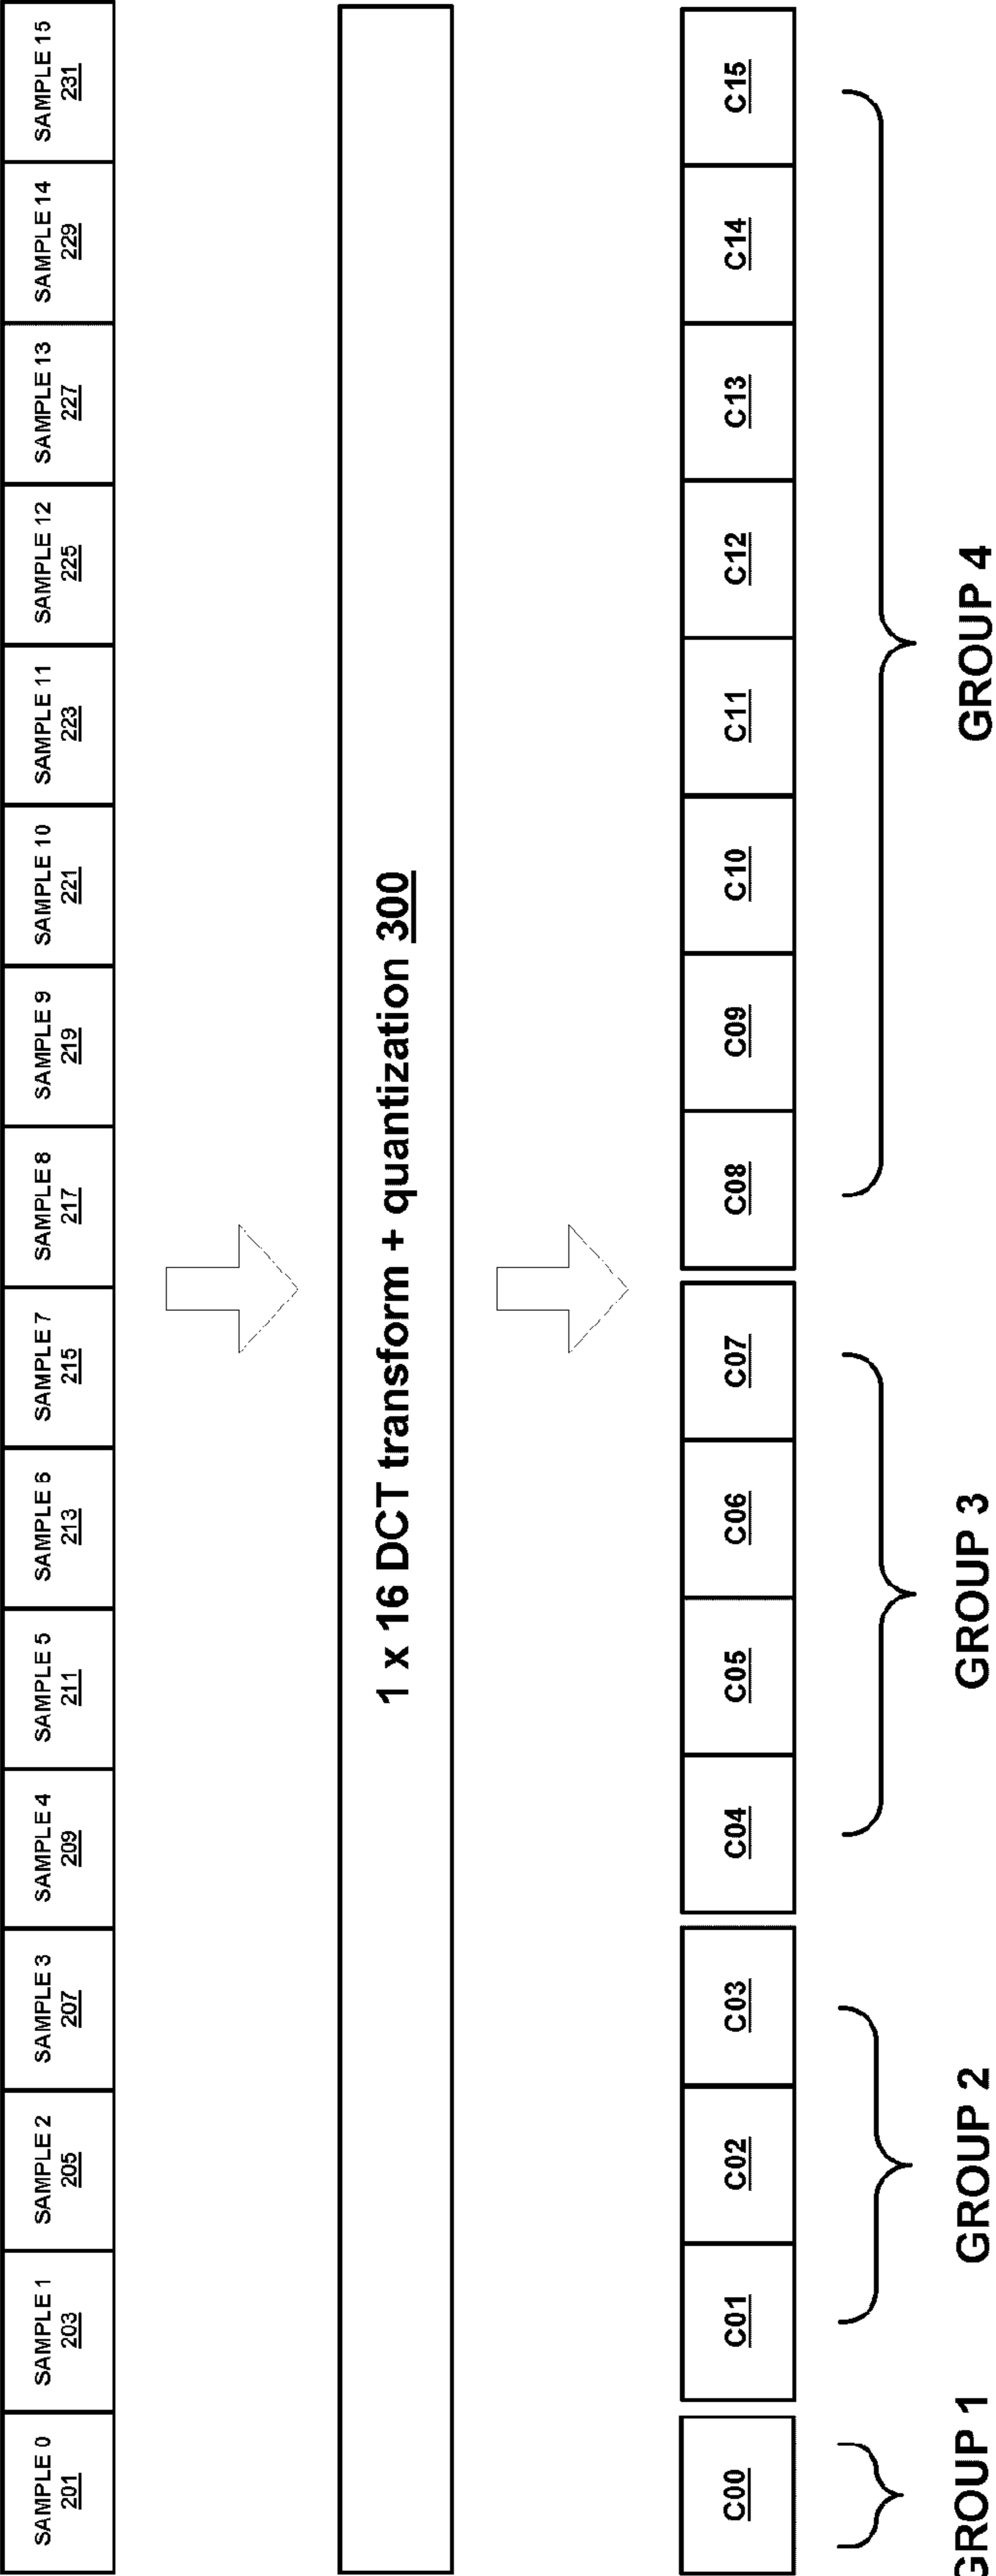 SAMPLE 0
201
SAMPLE 1
203
SAMPLE 2
205
SAMPLE 3
207
SAMPLE 4
209
SAMPLE 5
211
SAMPLE 6
213
SAMPLE 7
215
SAMPLE 8
217
SAMPLE 9
219
SAMPLE 10
221
SAMPLE 11
223
SAMPLE 12
225
SAMPLE 13
227
SAMPLE 14
229
SAMPLE 15
231
1 x 16 DCT transform + quantization 300
C00
C01
C02
C03
C04
C05
C06
C07
C08
C09
C10
C11
C12
C13
C14
C15
GROUP 1
GROUP 2
GROUP 3
GROUP 4